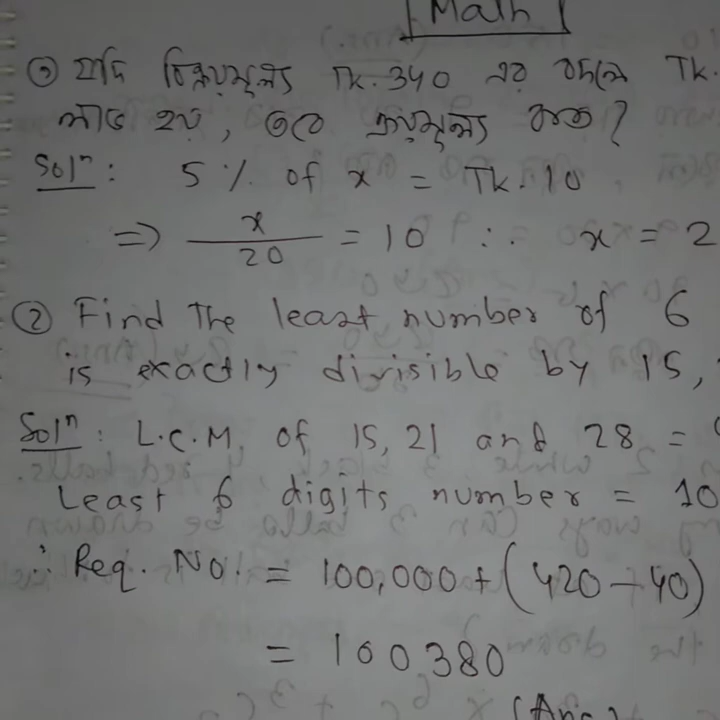 Math
① যদি বিক্রয়মূল্য Tk. 340 এর বদলে Tk.
লাভ হয়, তবে ক্রয়মূল্য কত?
Solⁿ: 5% of x = Tk. 10
⇒ x/20 = 10 ∴ x = 2
② Find the least number of 6
is exactly divisible by 15,
Solⁿ: L.C.M. of 15, 21 and 28 =
Least 6 digits number = 10
∴ Req. No. = 100,000 + (420 – 40)
= 100380
(Ans)